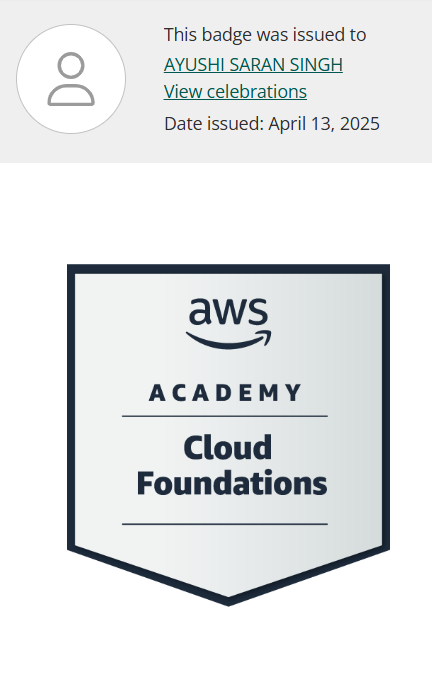 This badge was issued to
AYUSHI SARAN SINGH
View celebrations
Date issued: April 13, 2025
aws
ACADEMY
Cloud
Foundations